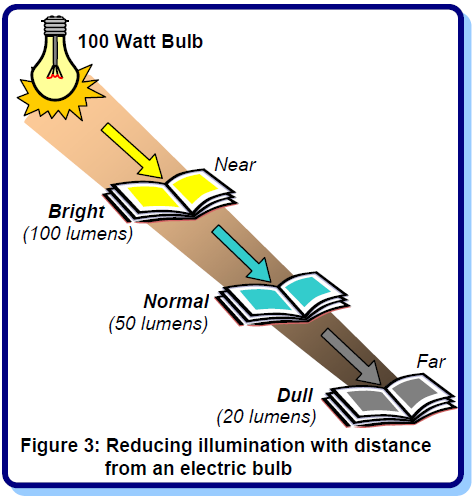 100 Watt Bulb
Near
Bright
(100 lumens)
Normal
(50 lumens)
Far
Dull
(20 lumens)
Figure 3: Reducing illumination with distance
from an electric bulb